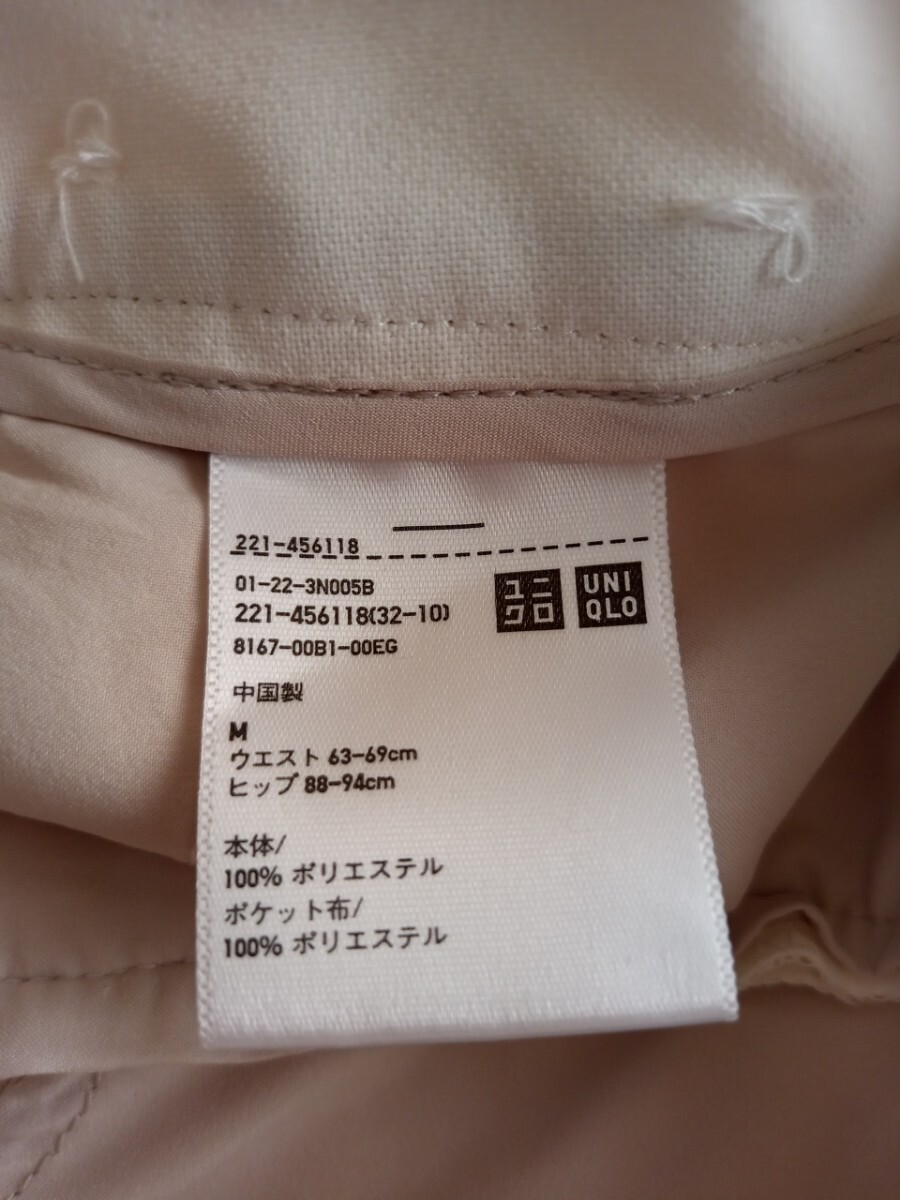 221-456118
01-22-3N005B
221-456118(32-10)
8167-00B1-00EG
ユニ
クロ
UNI
QLO
中国製
M
ウエスト 63-69cm
ヒップ 88-94cm
本体/
100% ポリエステル
ポケット布/
100% ポリエステル